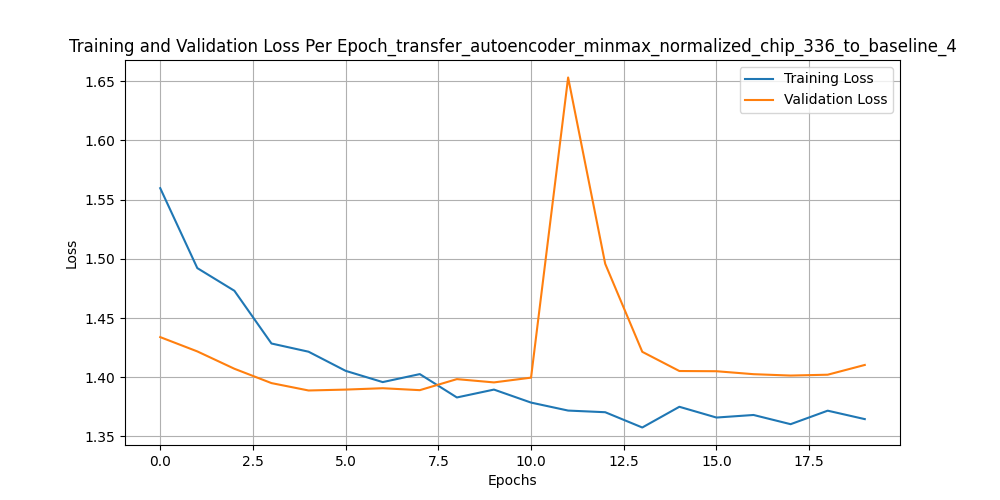 Training and Validation Loss Per Epoch_transfer_autoencoder_minmax_normalized_chip_336_to_baseline_4
Training Loss
Validation Loss
Loss
1.65
1.60
1.55
1.50
1.45
1.40
1.35
0.0 2.5 5.0 7.5 10.0 12.5 15.0 17.5
Epochs